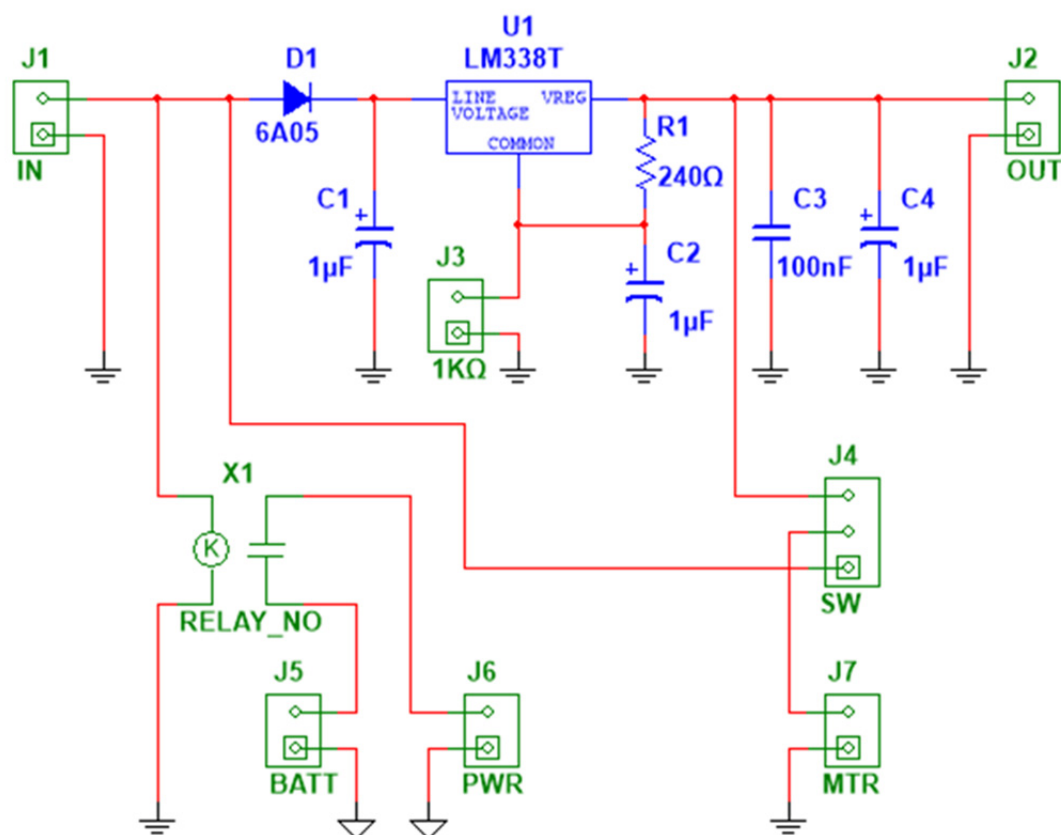 U1
J1
D1
LM338T
J2
LINE
VREG
VOLTAGE
6A05
R1
COMMON
IN
240Ω
OUT
C1
+
C3
C4
+
1µF
J3
C2
+
100nF
1µF
1µF
1KΩ
J4
X1
K
SW
RELAY_NO
J5
J6
J7
BATT
PWR
MTR